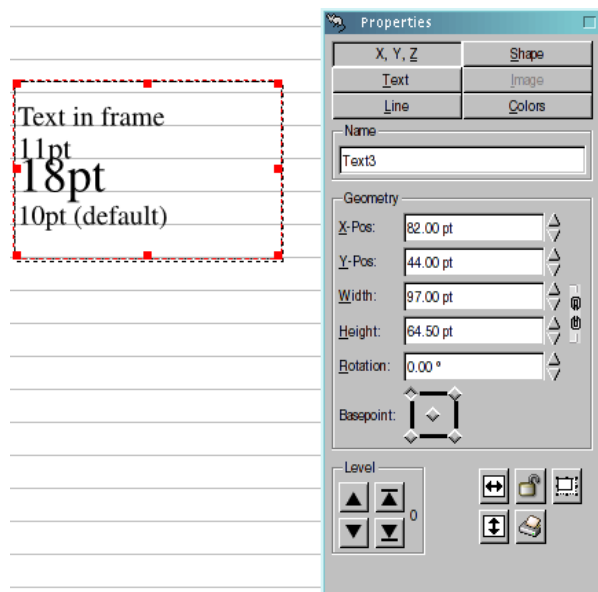 Properties
X, Y, Z Shape
Text Image
Line Colors
Name
Text3
Geometry
X-Pos: 82.00 pt
Y-Pos: 44.00 pt
Width: 97.00 pt
Height: 64.50 pt
Rotation: 0.00 °
Basepoint:
Level
0
Text in frame
11pt
18pt
10pt (default)